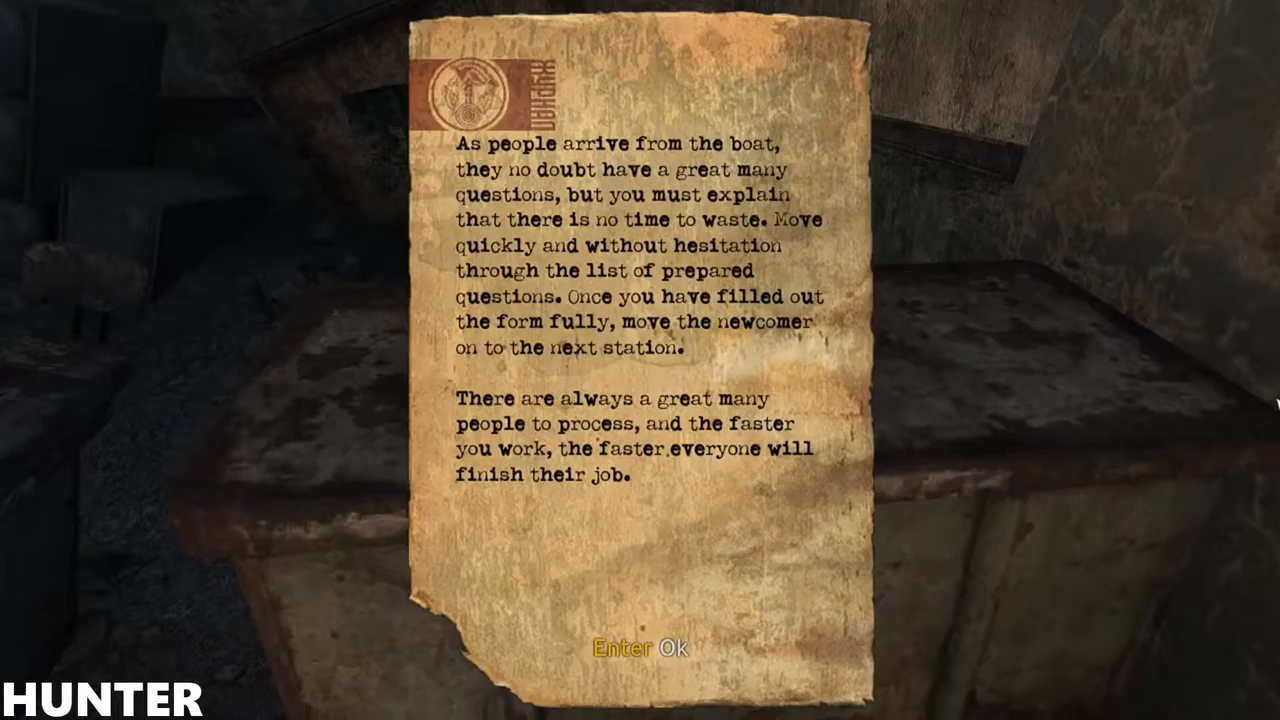 As people arrive from the boat,
they no doubt have a great many
questions, but you must explain
that there is no time to waste. Move
quickly and without hesitation
through the list of prepared
questions. Once you have filled out
the form fully, move the newcomer
on to the next station.
There are always a great many
people to process, and the faster
you work, the faster everyone will
finish their job.
Enter Ok
HUNTER